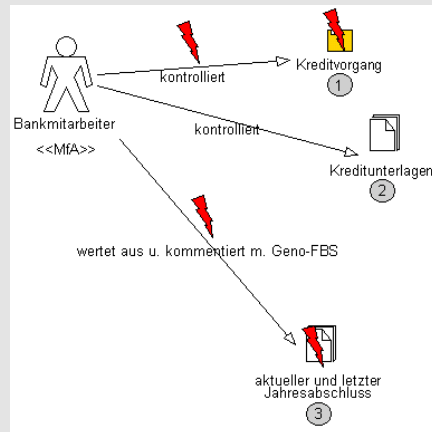 kontrolliert
Kreditvorgang
1
Bankmitarbeiter
<<MfA>>
kontrolliert
Kreditunterlagen
2
wertet aus u. kommentiert m. Geno-FBS
aktueller und letzter
Jahresabschluss
3